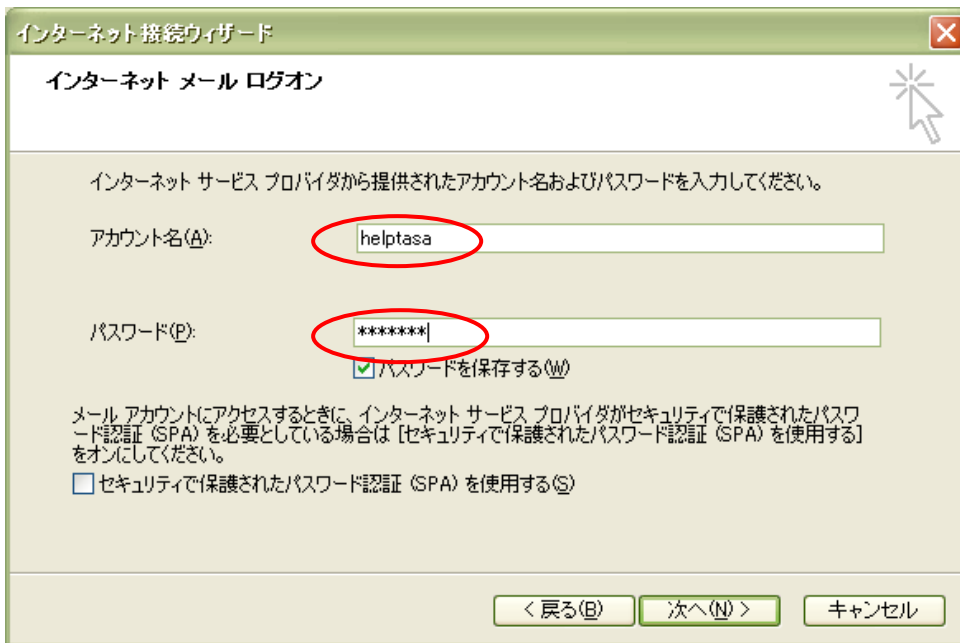 インターネット接続ウィザード
インターネット メール ログオン
インターネット サービス プロバイダから提供されたアカウント名およびパスワードを入力してください。
アカウント名(A): helptasa
パスワード(P): *******
パスワードを保存する(W)
メール アカウントにアクセスするときに、インターネット サービス プロバイダがセキュリティで保護されたパスワ
ード認証 (SPA) を必要としている場合は [セキュリティで保護されたパスワード認証 (SPA) を使用する]
をオンにしてください。
セキュリティで保護されたパスワード認証 (SPA) を使用する(S)
< 戻る(B) 次へ(N) > キャンセル